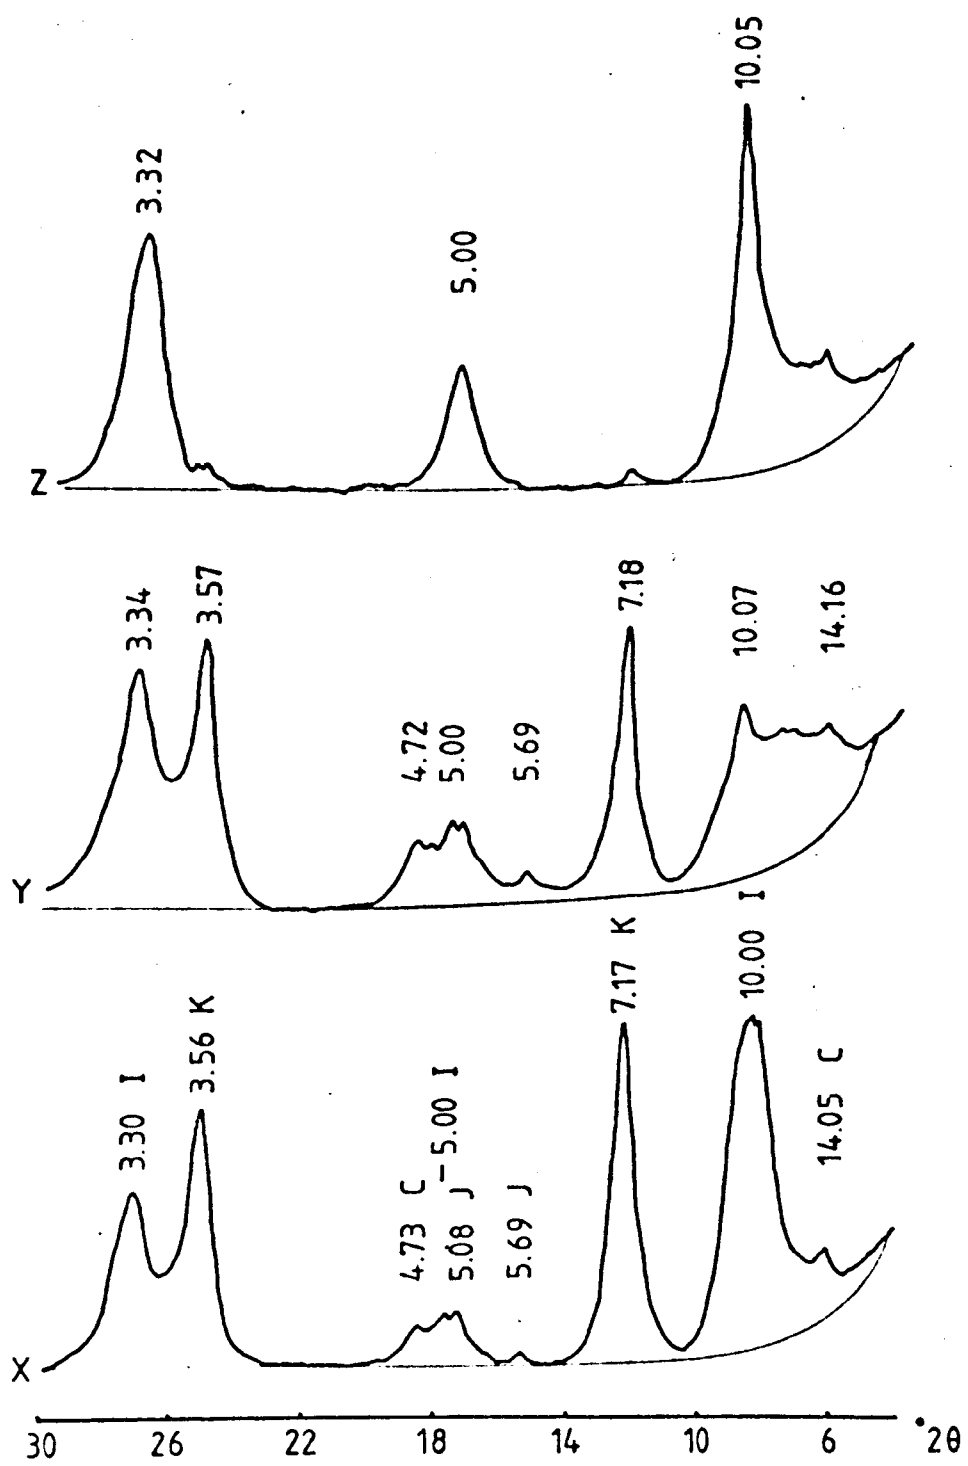 10.05
3.32
5.00
Z
7.18
3.57
3.34
10.07
14.16
4.72
5.00
5.69
Y
7.17 K
10.00 I
3.56 K
3.30 I
14.05 C
4.73 C
5.08 J – 5.00 I
5.69 J
X
30 26 22 18 14 10 6 °2θ